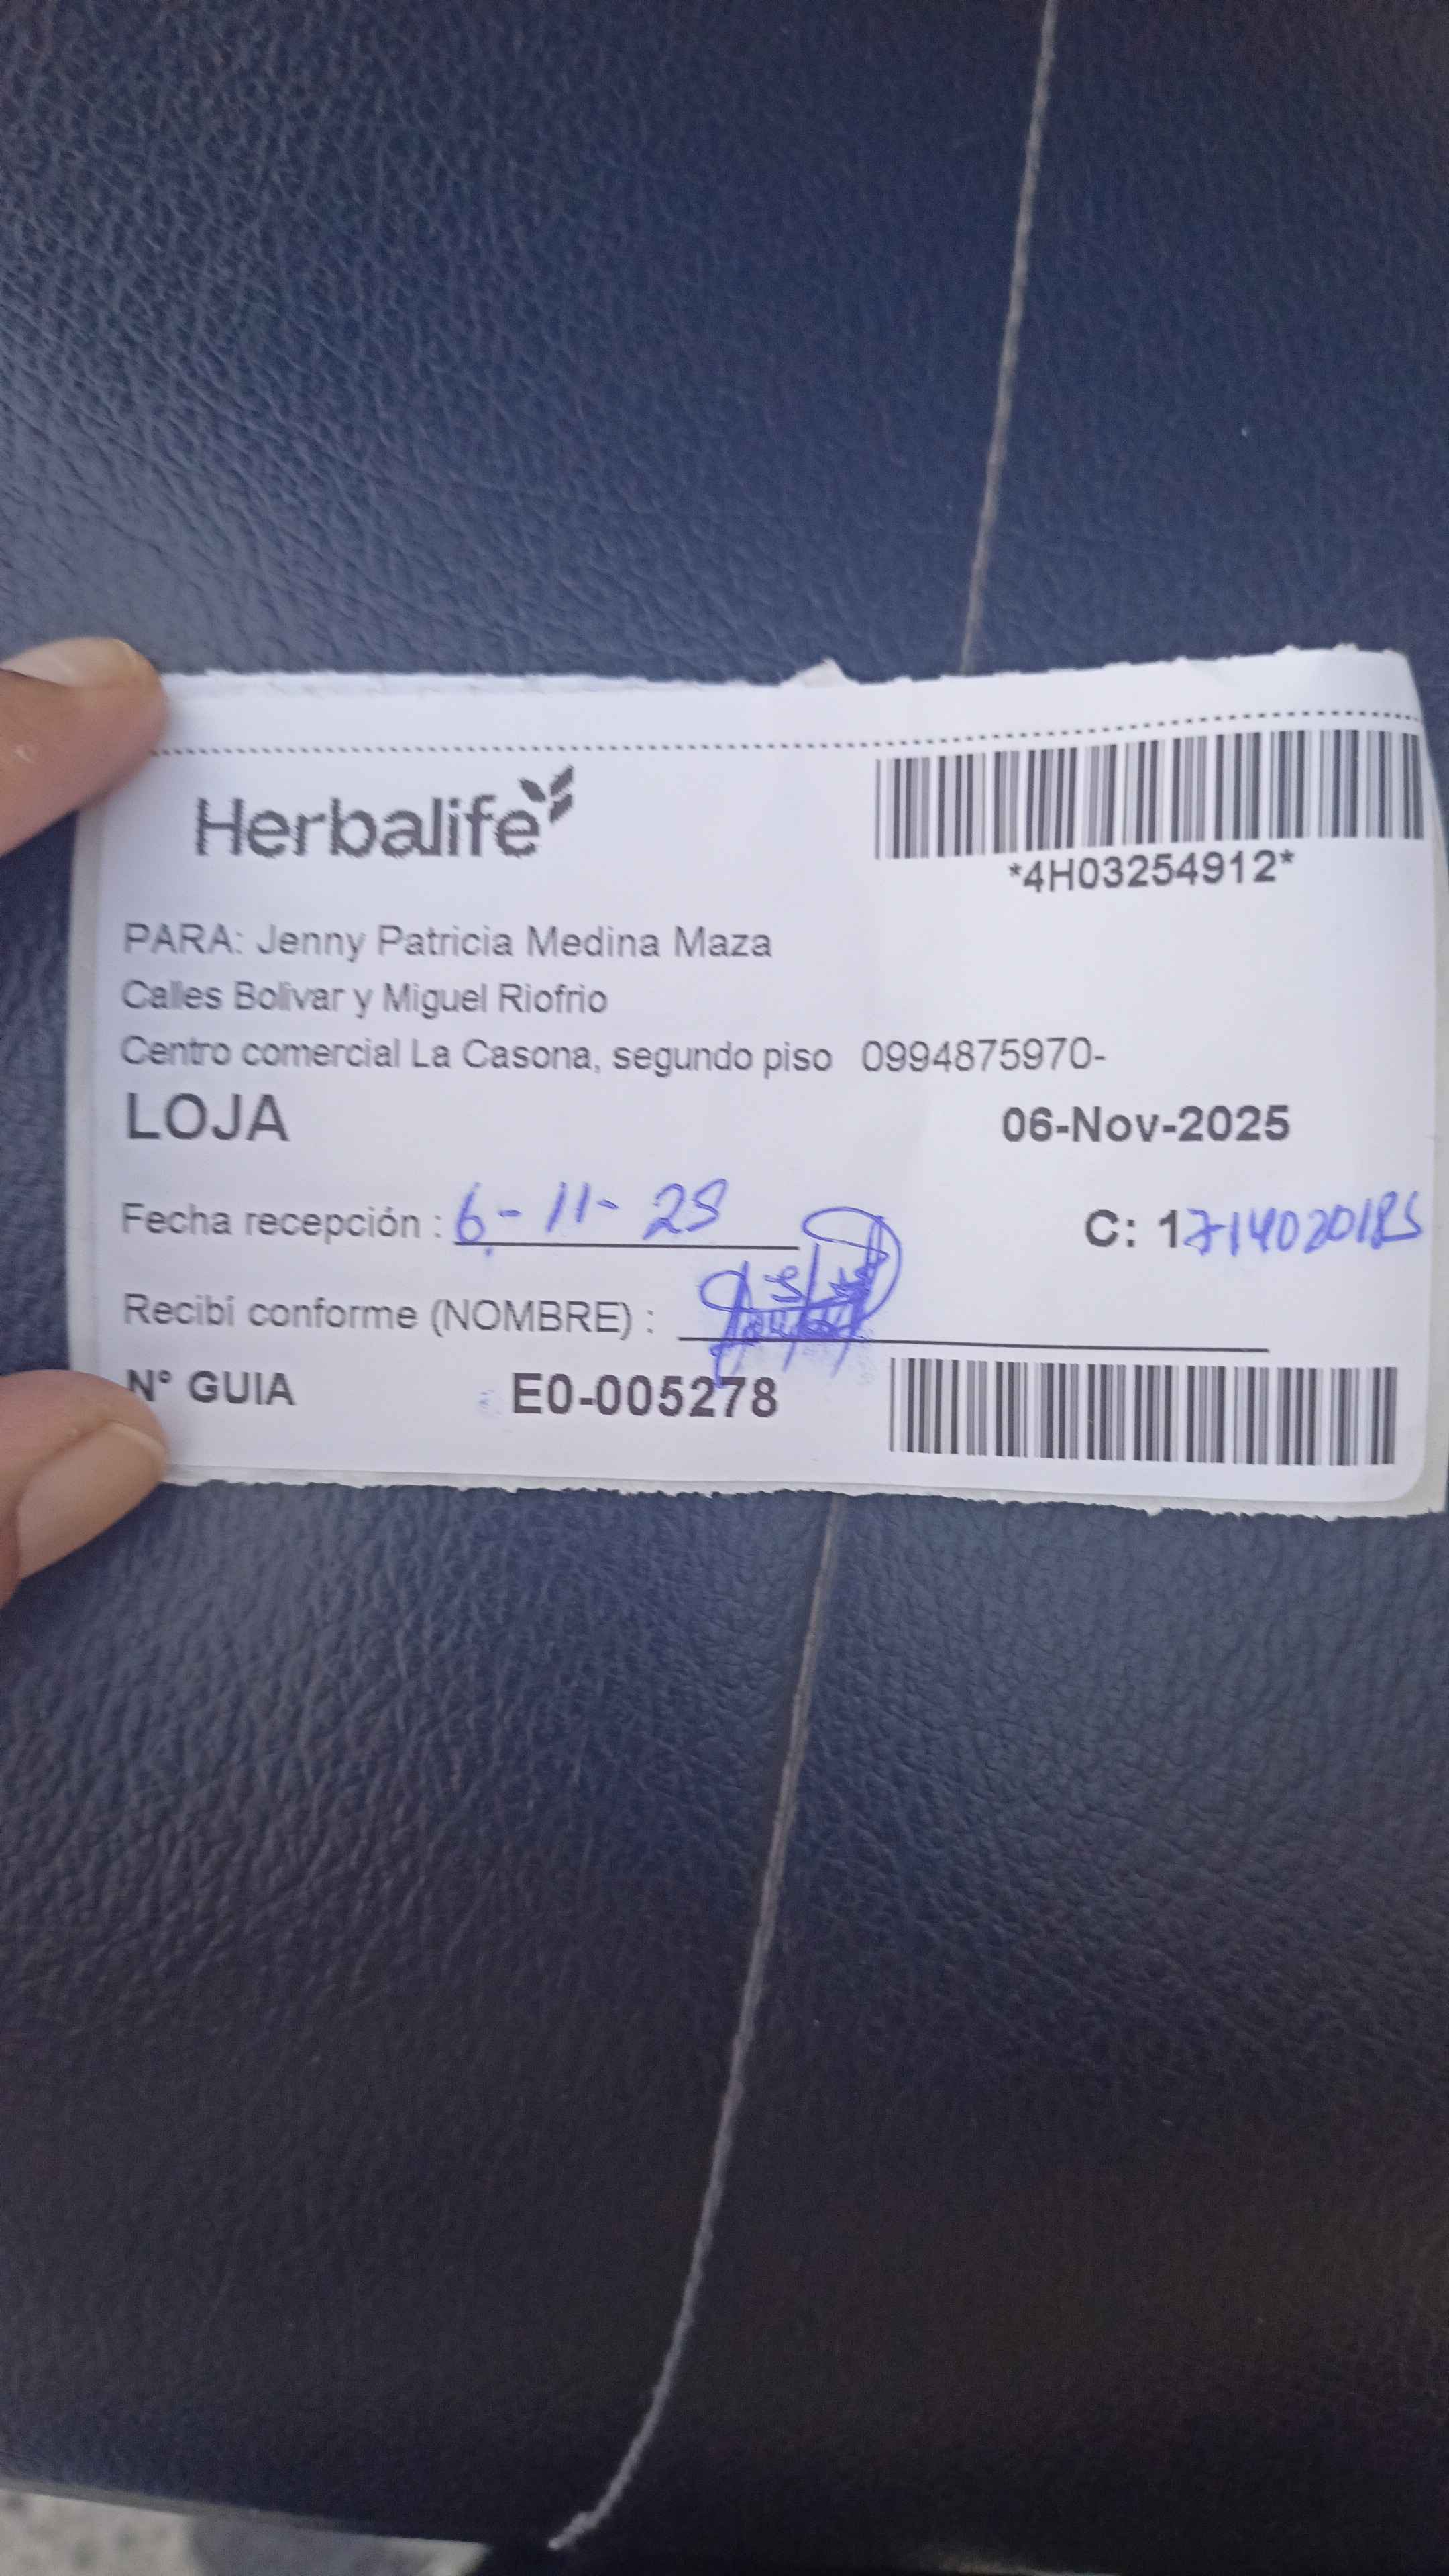 Herbalife
*4H03254912*
PARA: Jenny Patricia Medina Maza
Calles Bolivar y Miguel Riofrio
Centro comercial La Casona, segundo piso 0994875970-
LOJA 06-Nov-2025
Fecha recepción : 6-11-25 C: 1
Recibí conforme (NOMBRE) :
N° GUIA E0-005278